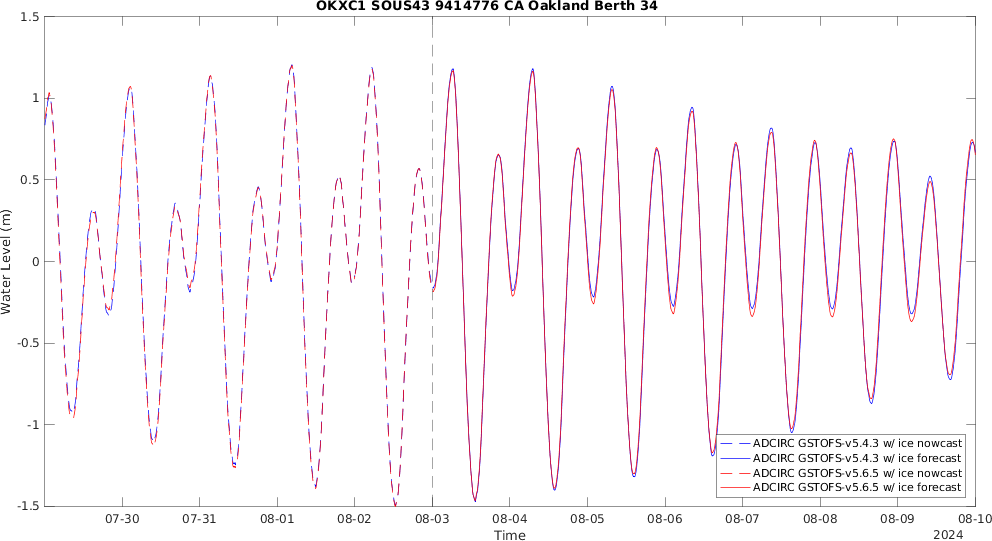 OKXC1 SOUS43 9414776 CA Oakland Berth 34
1.5
1
0.5
0
-0.5
-1
-1.5
Water Level (m)
ADCIRC GSTOFS-v5.4.3 w/ ice nowcast
ADCIRC GSTOFS-v5.4.3 w/ ice forecast
ADCIRC GSTOFS-v5.6.5 w/ ice nowcast
ADCIRC GSTOFS-v5.6.5 w/ ice forecast
07-30 07-31 08-01 08-02 08-03 08-04 08-05 08-06 08-07 08-08 08-09 08-10
Time
2024